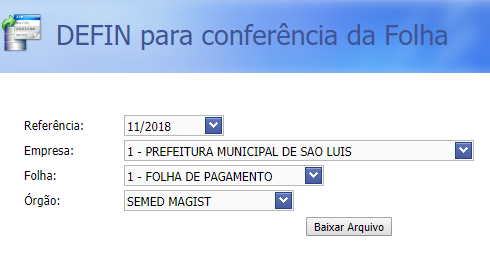 DEFIN para conferência da Folha
Referência: 11/2018
Empresa: 1 - PREFEITURA MUNICIPAL DE SAO LUIS
Folha: 1 - FOLHA DE PAGAMENTO
Órgão: SEMED MAGIST
Baixar Arquivo